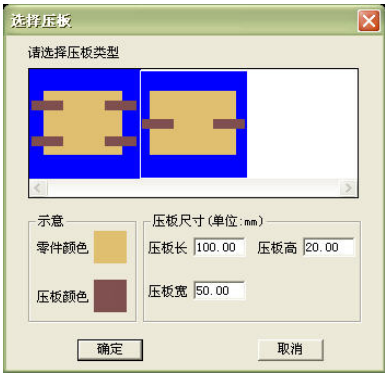 选择压板
请选择压板类型
示意
压板尺寸(单位:mm)
零件颜色
压板长 100.00 压板高 20.00
压板颜色
压板宽 50.00
确定 取消